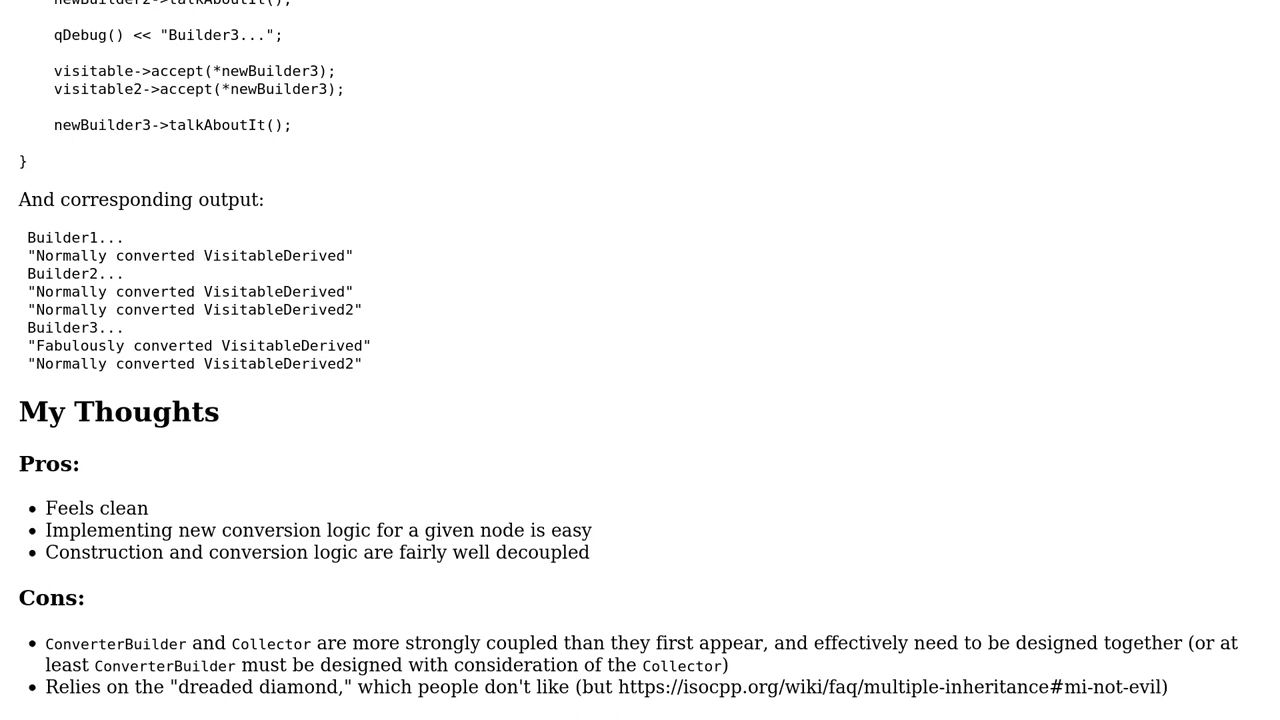 newBuilder2->talkAboutIt();
qDebug() << "Builder3...";
visitable->accept(*newBuilder3);
visitable2->accept(*newBuilder3);
newBuilder3->talkAboutIt();
}
And corresponding output:
Builder1...
"Normally converted VisitableDerived"
Builder2...
"Normally converted VisitableDerived"
"Normally converted VisitableDerived2"
Builder3...
"Fabulously converted VisitableDerived"
"Normally converted VisitableDerived2"
My Thoughts
Pros:
• Feels clean
• Implementing new conversion logic for a given node is easy
• Construction and conversion logic are fairly well decoupled
Cons:
• ConverterBuilder and Collector are more strongly coupled than they first appear, and effectively need to be designed together (or at
least ConverterBuilder must be designed with consideration of the Collector)
• Relies on the "dreaded diamond," which people don't like (but https://isocpp.org/wiki/faq/multiple-inheritance#mi-not-evil)